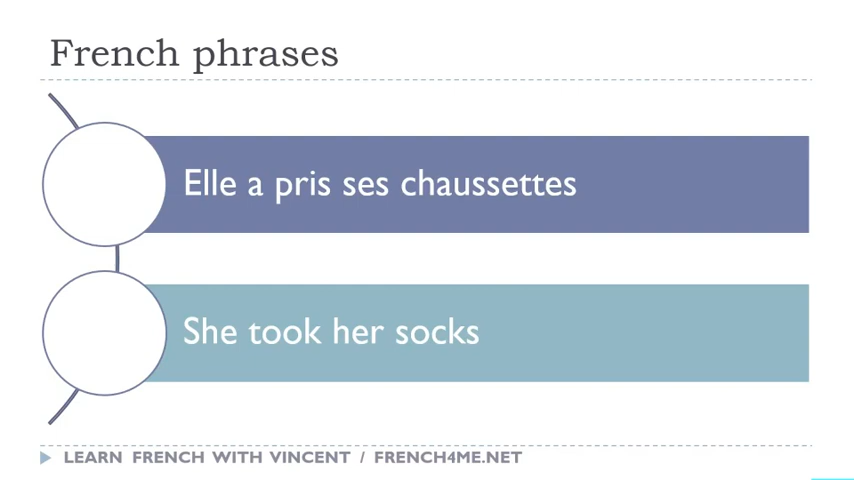 French phrases
Elle a pris ses chaussettes
She took her socks
LEARN FRENCH WITH VINCENT / FRENCH4ME.NET